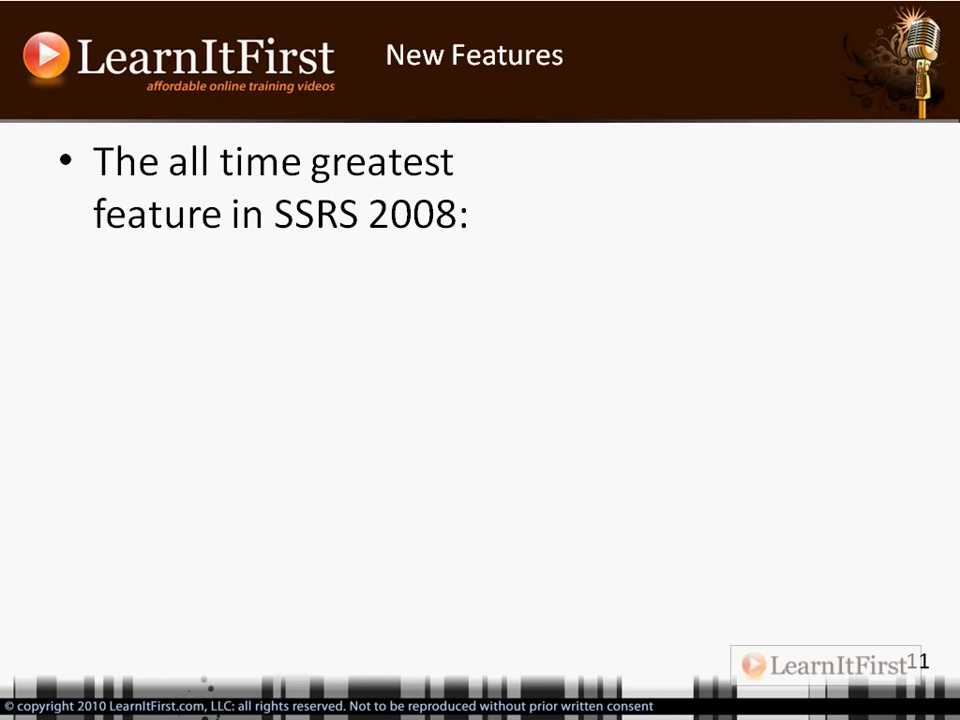 LearnItFirst
affordable online training videos
New Features
• The all time greatest
feature in SSRS 2008:
LearnItFirst
11
© copyright 2010 LearnItFirst.com, LLC: all rights reserved. Not to be reproduced without prior written consent